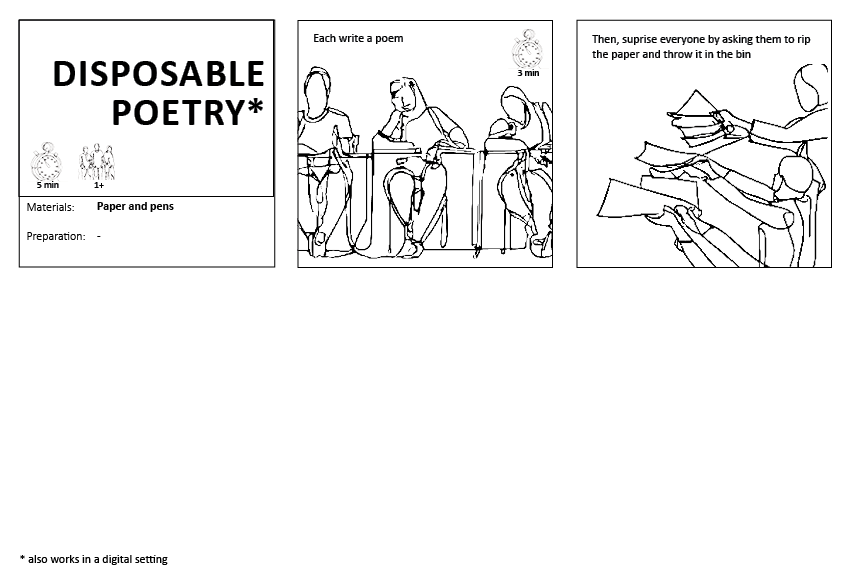 DISPOSABLE
POETRY*
5 min
1+
Materials: Paper and pens
Preparation: -
Each write a poem
3 min
Then, suprise everyone by asking them to rip
the paper and throw it in the bin
* also works in a digital setting